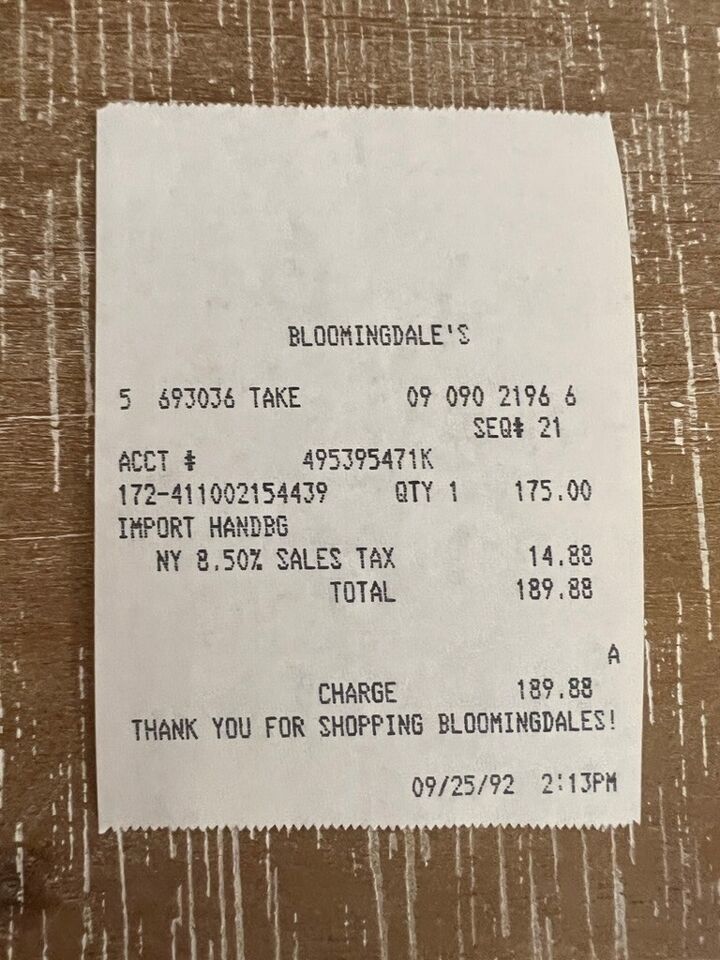 BLOOMINGDALE'S
5 693036 TAKE 09 090 2196 6
SEQ# 21
ACCT # 495395471K
172-411002154439 QTY 1 175.00
IMPORT HANDBG
NY 8.50% SALES TAX 14.88
TOTAL 189.88
A
CHARGE 189.88
THANK YOU FOR SHOPPING BLOOMINGDALES!
09/25/92 2:13PM